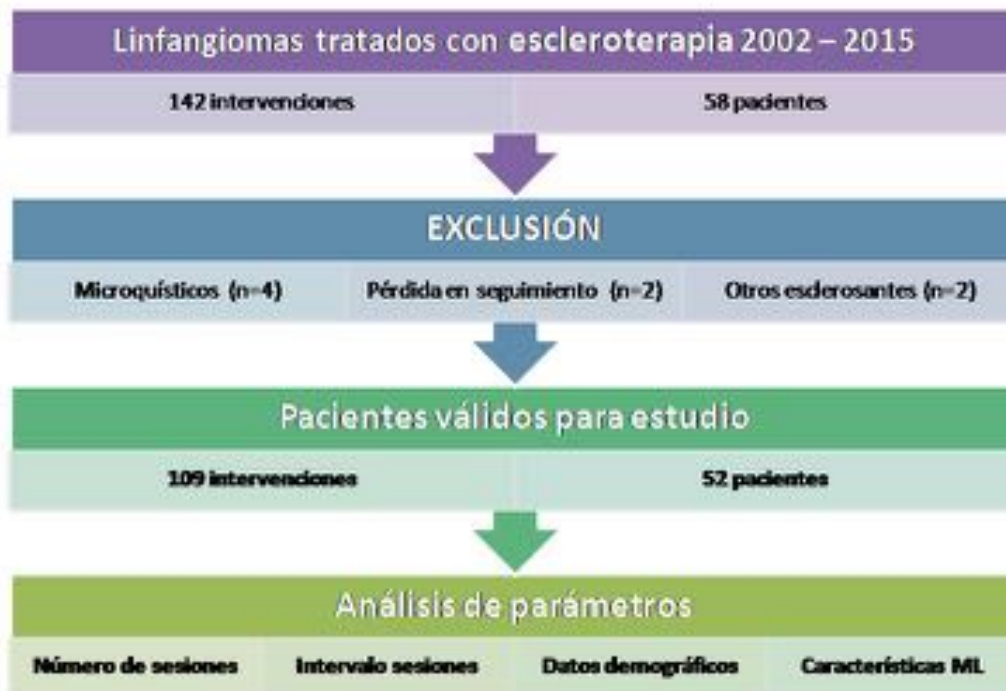 Linfangiomas tratados con escleroterapia 2002 – 2015
142 intervenciones 58 pacientes
EXCLUSIÓN
Microquísticos (n=4) Pérdida en seguimiento (n=2) Otros esclerosantes (n=2)
Pacientes válidos para estudio
109 intervenciones 52 pacientes
Análisis de parámetros
Número de sesiones Intervalo sesiones Datos demográficos Características ML